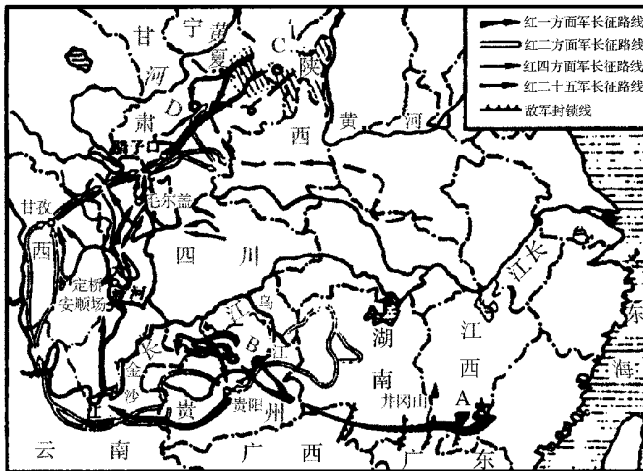 红一方面军长征路线
红二方面军长征路线
红四方面军长征路线
红二十五军长征路线
敌军封锁线
甘
宁
黄
夏
C
陕
河
D
肃
西
黄
河
子口
毛尔盖
甘孜
西
四
川
定桥
安顺场
长
江
乌
江
B
湖
南
江
西
江
长
东
海
金
沙
江
贵
贵阳
州
井冈山
A
云
南
广
西
广
东